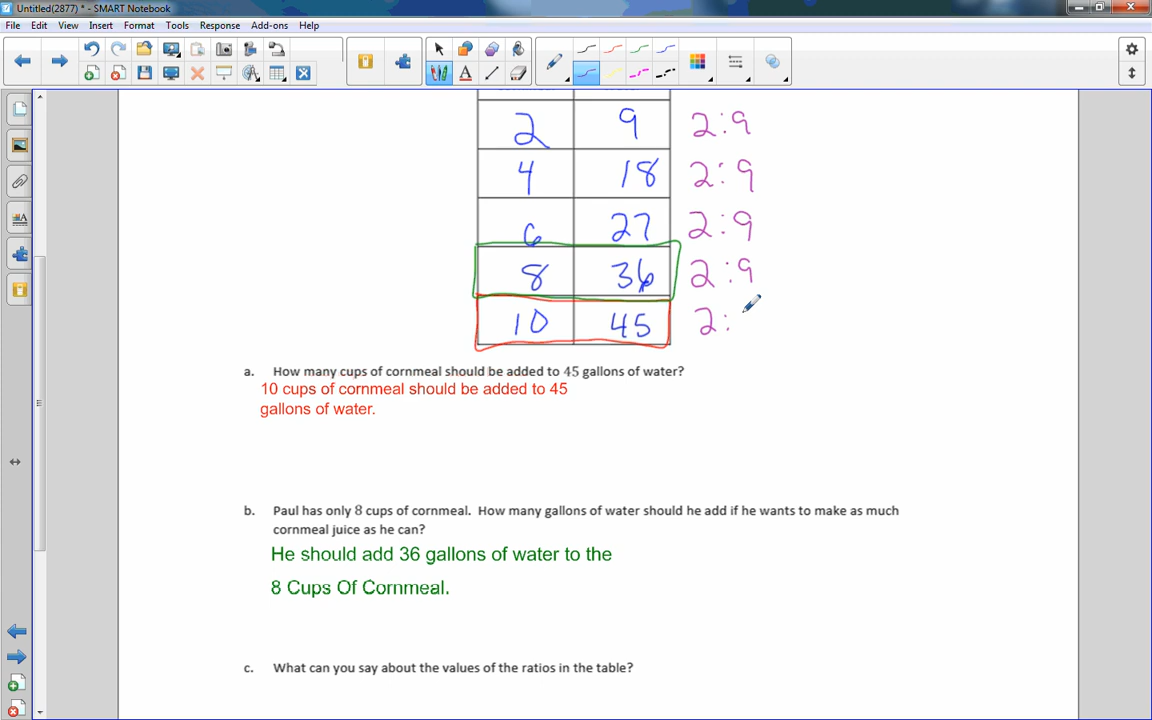 Untitled(2877) * - SMART Notebook
File Edit View Insert Format Tools Response Add-ons Help
2 9 2:9
4 18 2:9
6 27 2:9
8 36 2:9
10 45 2:
a. How many cups of cornmeal should be added to 45 gallons of water?
10 cups of cornmeal should be added to 45
gallons of water.
b. Paul has only 8 cups of cornmeal. How many gallons of water should he add if he wants to make as much
cornmeal juice as he can?
He should add 36 gallons of water to the
8 Cups Of Cornmeal.
c. What can you say about the values of the ratios in the table?